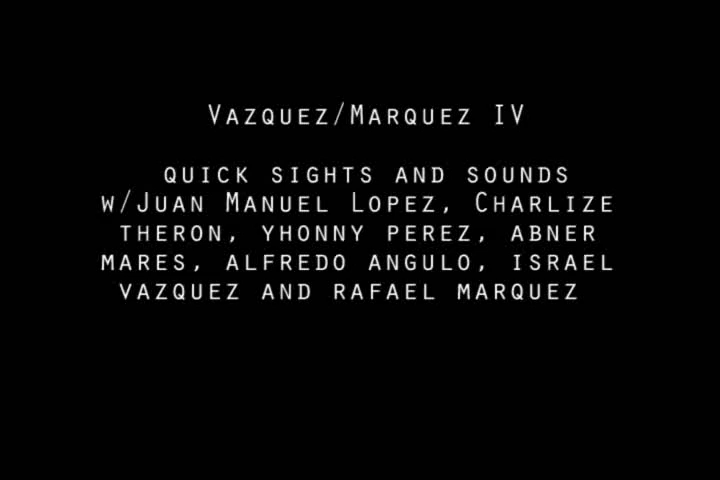 Vazquez/Marquez IV
quick sights and sounds
w/Juan Manuel Lopez, Charlize
theron, yhonny perez, abner
mares, alfredo angulo, israel
vazquez and rafael marquez